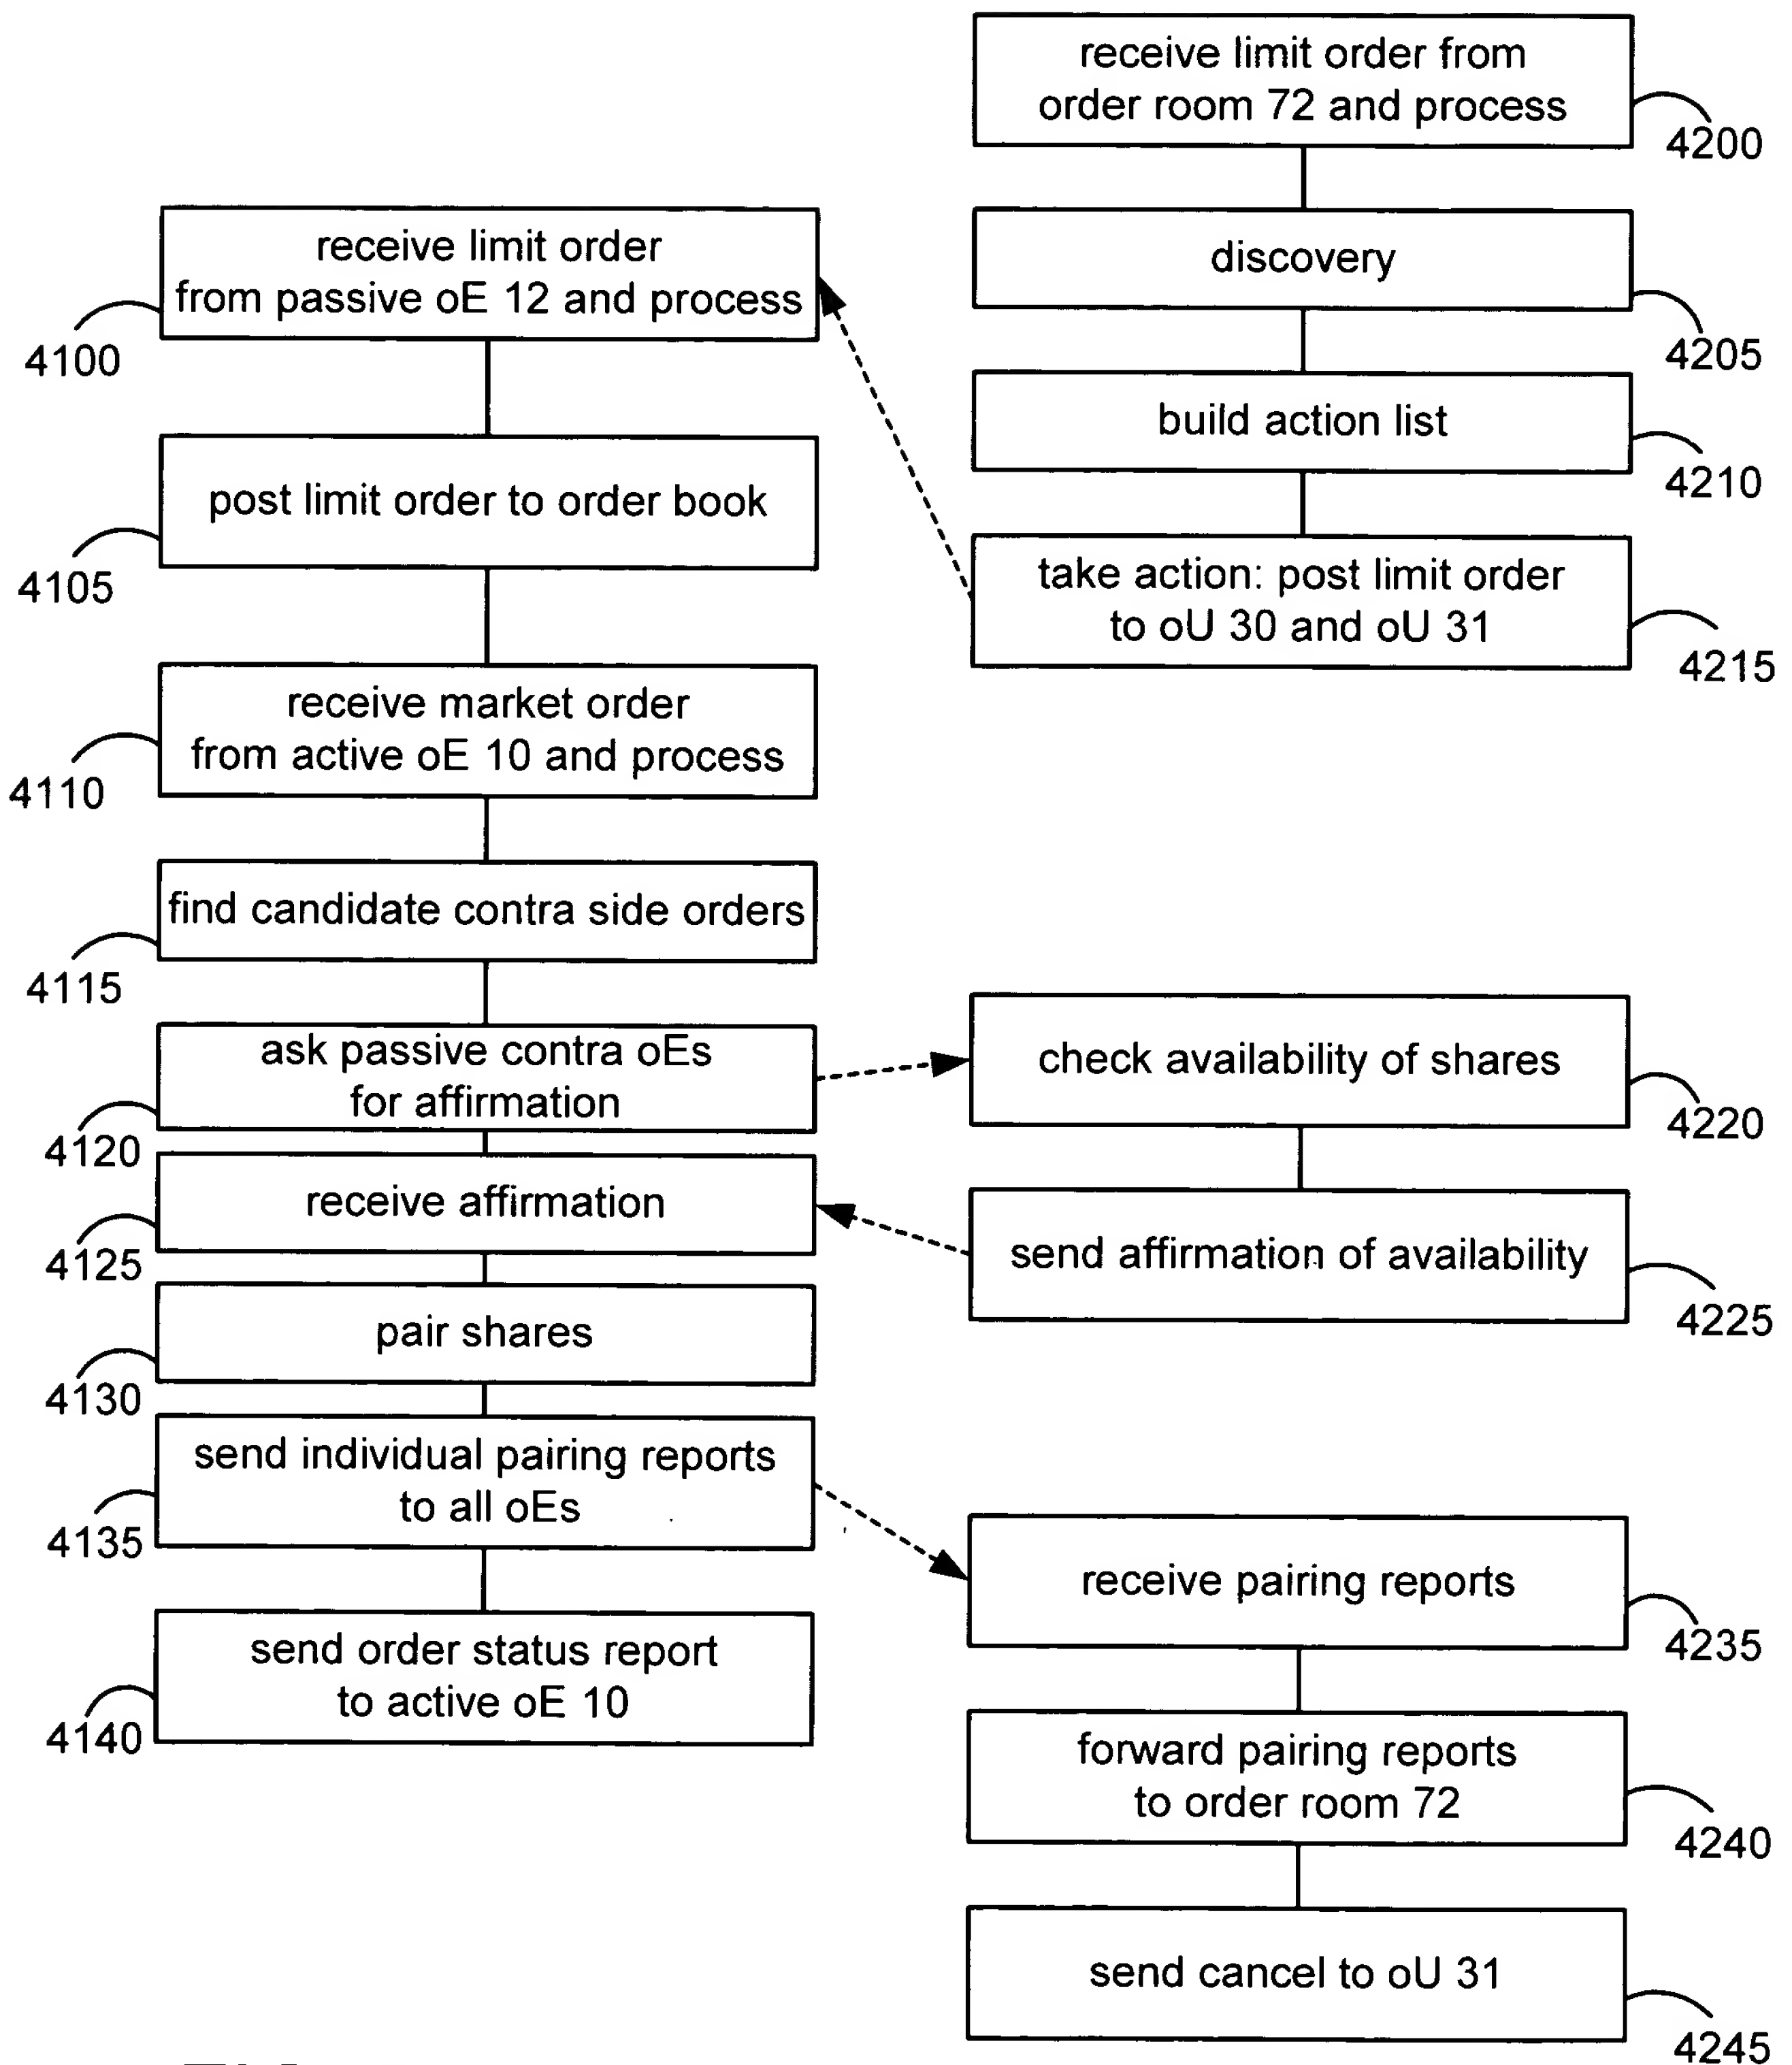 receive limit order from
order room 72 and process
4200
discovery
4205
build action list
4210
take action: post limit order
to oU 30 and oU 31
4215
receive limit order
from passive oE 12 and process
4100
post limit order to order book
4105
receive market order
from active oE 10 and process
4110
find candidate contra side orders
4115
ask passive contra oEs
for affirmation
4120
receive affirmation
4125
pair shares
4130
send individual pairing reports
to all oEs
4135
send order status report
to active oE 10
4140
check availability of shares
4220
send affirmation of availability
4225
receive pairing reports
4235
forward pairing reports
to order room 72
4240
send cancel to oU 31
4245